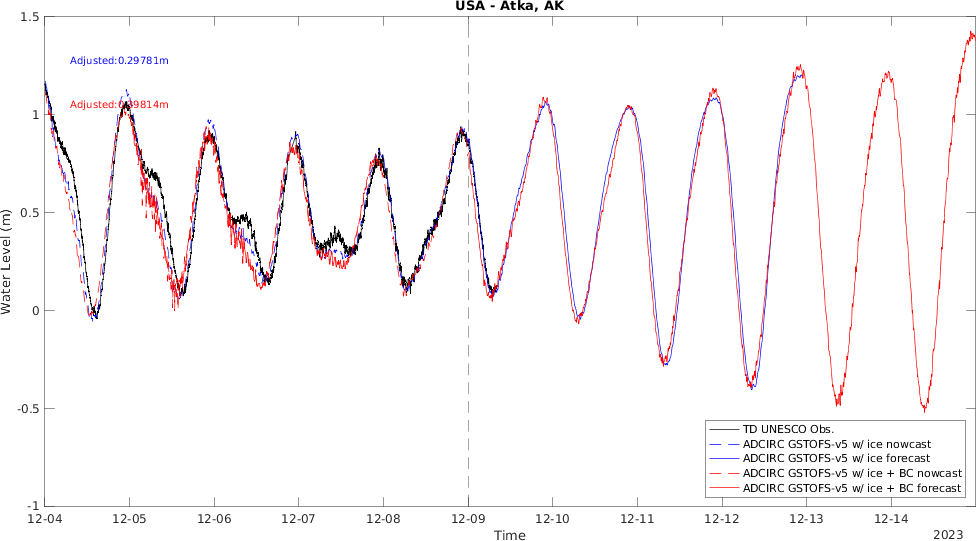 USA - Atka, AK
1.5
1
0.5
0
-0.5
-1
Water Level (m)
Adjusted:0.29781m
Adjusted: 9814m
TD UNESCO Obs.
ADCIRC GSTOFS-v5 w/ ice nowcast
ADCIRC GSTOFS-v5 w/ ice forecast
ADCIRC GSTOFS-v5 w/ ice + BC nowcast
ADCIRC GSTOFS-v5 w/ ice + BC forecast
12-04 12-05 12-06 12-07 12-08 12-09 12-10 12-11 12-12 12-13 12-14
Time
2023